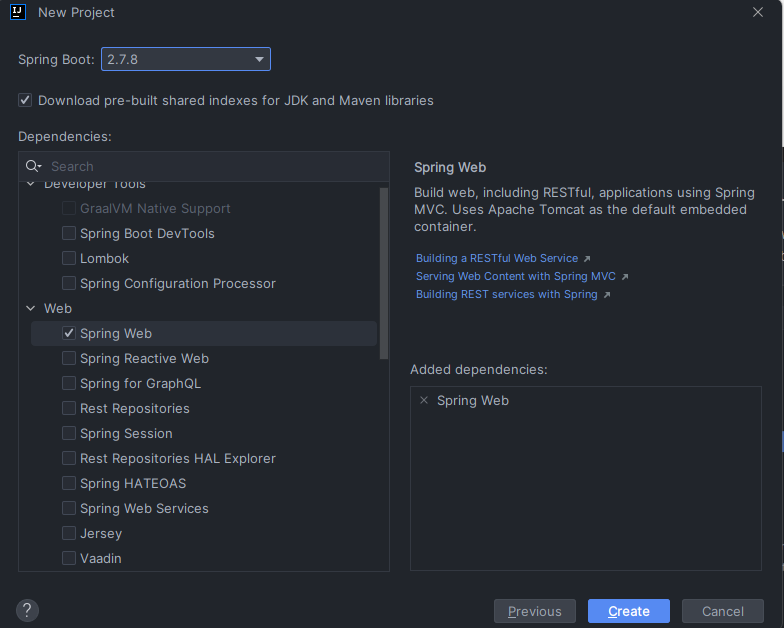 IJ
New Project
Spring Boot: 2.7.8
Download pre-built shared indexes for JDK and Maven libraries
Dependencies:
Search
Developer Tools
GraalVM Native Support
Spring Boot DevTools
Lombok
Spring Configuration Processor
Web
Spring Web
Spring Reactive Web
Spring for GraphQL
Rest Repositories
Spring Session
Rest Repositories HAL Explorer
Spring HATEOAS
Spring Web Services
Jersey
Vaadin
Spring Web
Build web, including RESTful, applications using Spring
MVC. Uses Apache Tomcat as the default embedded
container.
Building a RESTful Web Service
Serving Web Content with Spring MVC
Building REST services with Spring
Added dependencies:
Spring Web
?
Previous
Create
Cancel